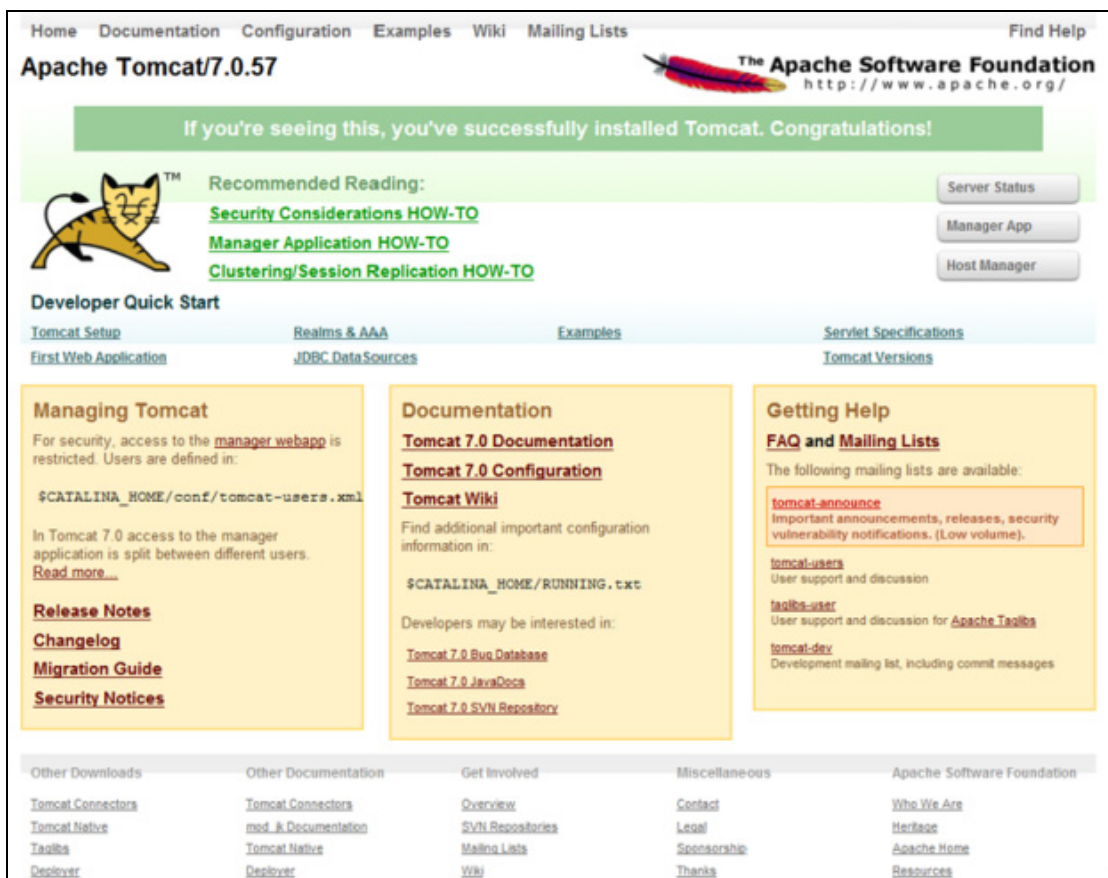 Home Documentation Configuration Examples Wiki Mailing Lists Find Help
Apache Tomcat/7.0.57
The Apache Software Foundation
http://www.apache.org/
If you're seeing this, you've successfully installed Tomcat. Congratulations!
TM
Recommended Reading:
Security Considerations HOW-TO
Manager Application HOW-TO
Clustering/Session Replication HOW-TO
Server Status
Manager App
Host Manager
Developer Quick Start
Tomcat Setup Realms & AAA Examples Servlet Specifications
First Web Application JDBC DataSources Tomcat Versions
Managing Tomcat
For security, access to the manager webapp is
restricted. Users are defined in:
$CATALINA_HOME/conf/tomcat-users.xml
In Tomcat 7.0 access to the manager
application is split between different users.
Read more...
Release Notes
Changelog
Migration Guide
Security Notices
Documentation
Tomcat 7.0 Documentation
Tomcat 7.0 Configuration
Tomcat Wiki
Find additional important configuration
information in:
$CATALINA_HOME/RUNNING.txt
Developers may be interested in:
Tomcat 7.0 Bug Database
Tomcat 7.0 JavaDocs
Tomcat 7.0 SVN Repository
Getting Help
FAQ and Mailing Lists
The following mailing lists are available:
tomcat-announce
Important announcements, releases, security
vulnerability notifications. (Low volume).
tomcat-users
User support and discussion
taglibs-user
User support and discussion for Apache Taglibs
tomcat-dev
Development mailing list, including commit messages
Other Downloads
Tomcat Connectors
Tomcat Native
Taglibs
Deployer
Other Documentation
Tomcat Connectors
mod_jk Documentation
Tomcat Native
Deployer
Get Involved
Overview
SVN Repositories
Mailing Lists
Wiki
Miscellaneous
Contact
Legal
Sponsorship
Thanks
Apache Software Foundation
Who We Are
Heritage
Apache Home
Resources